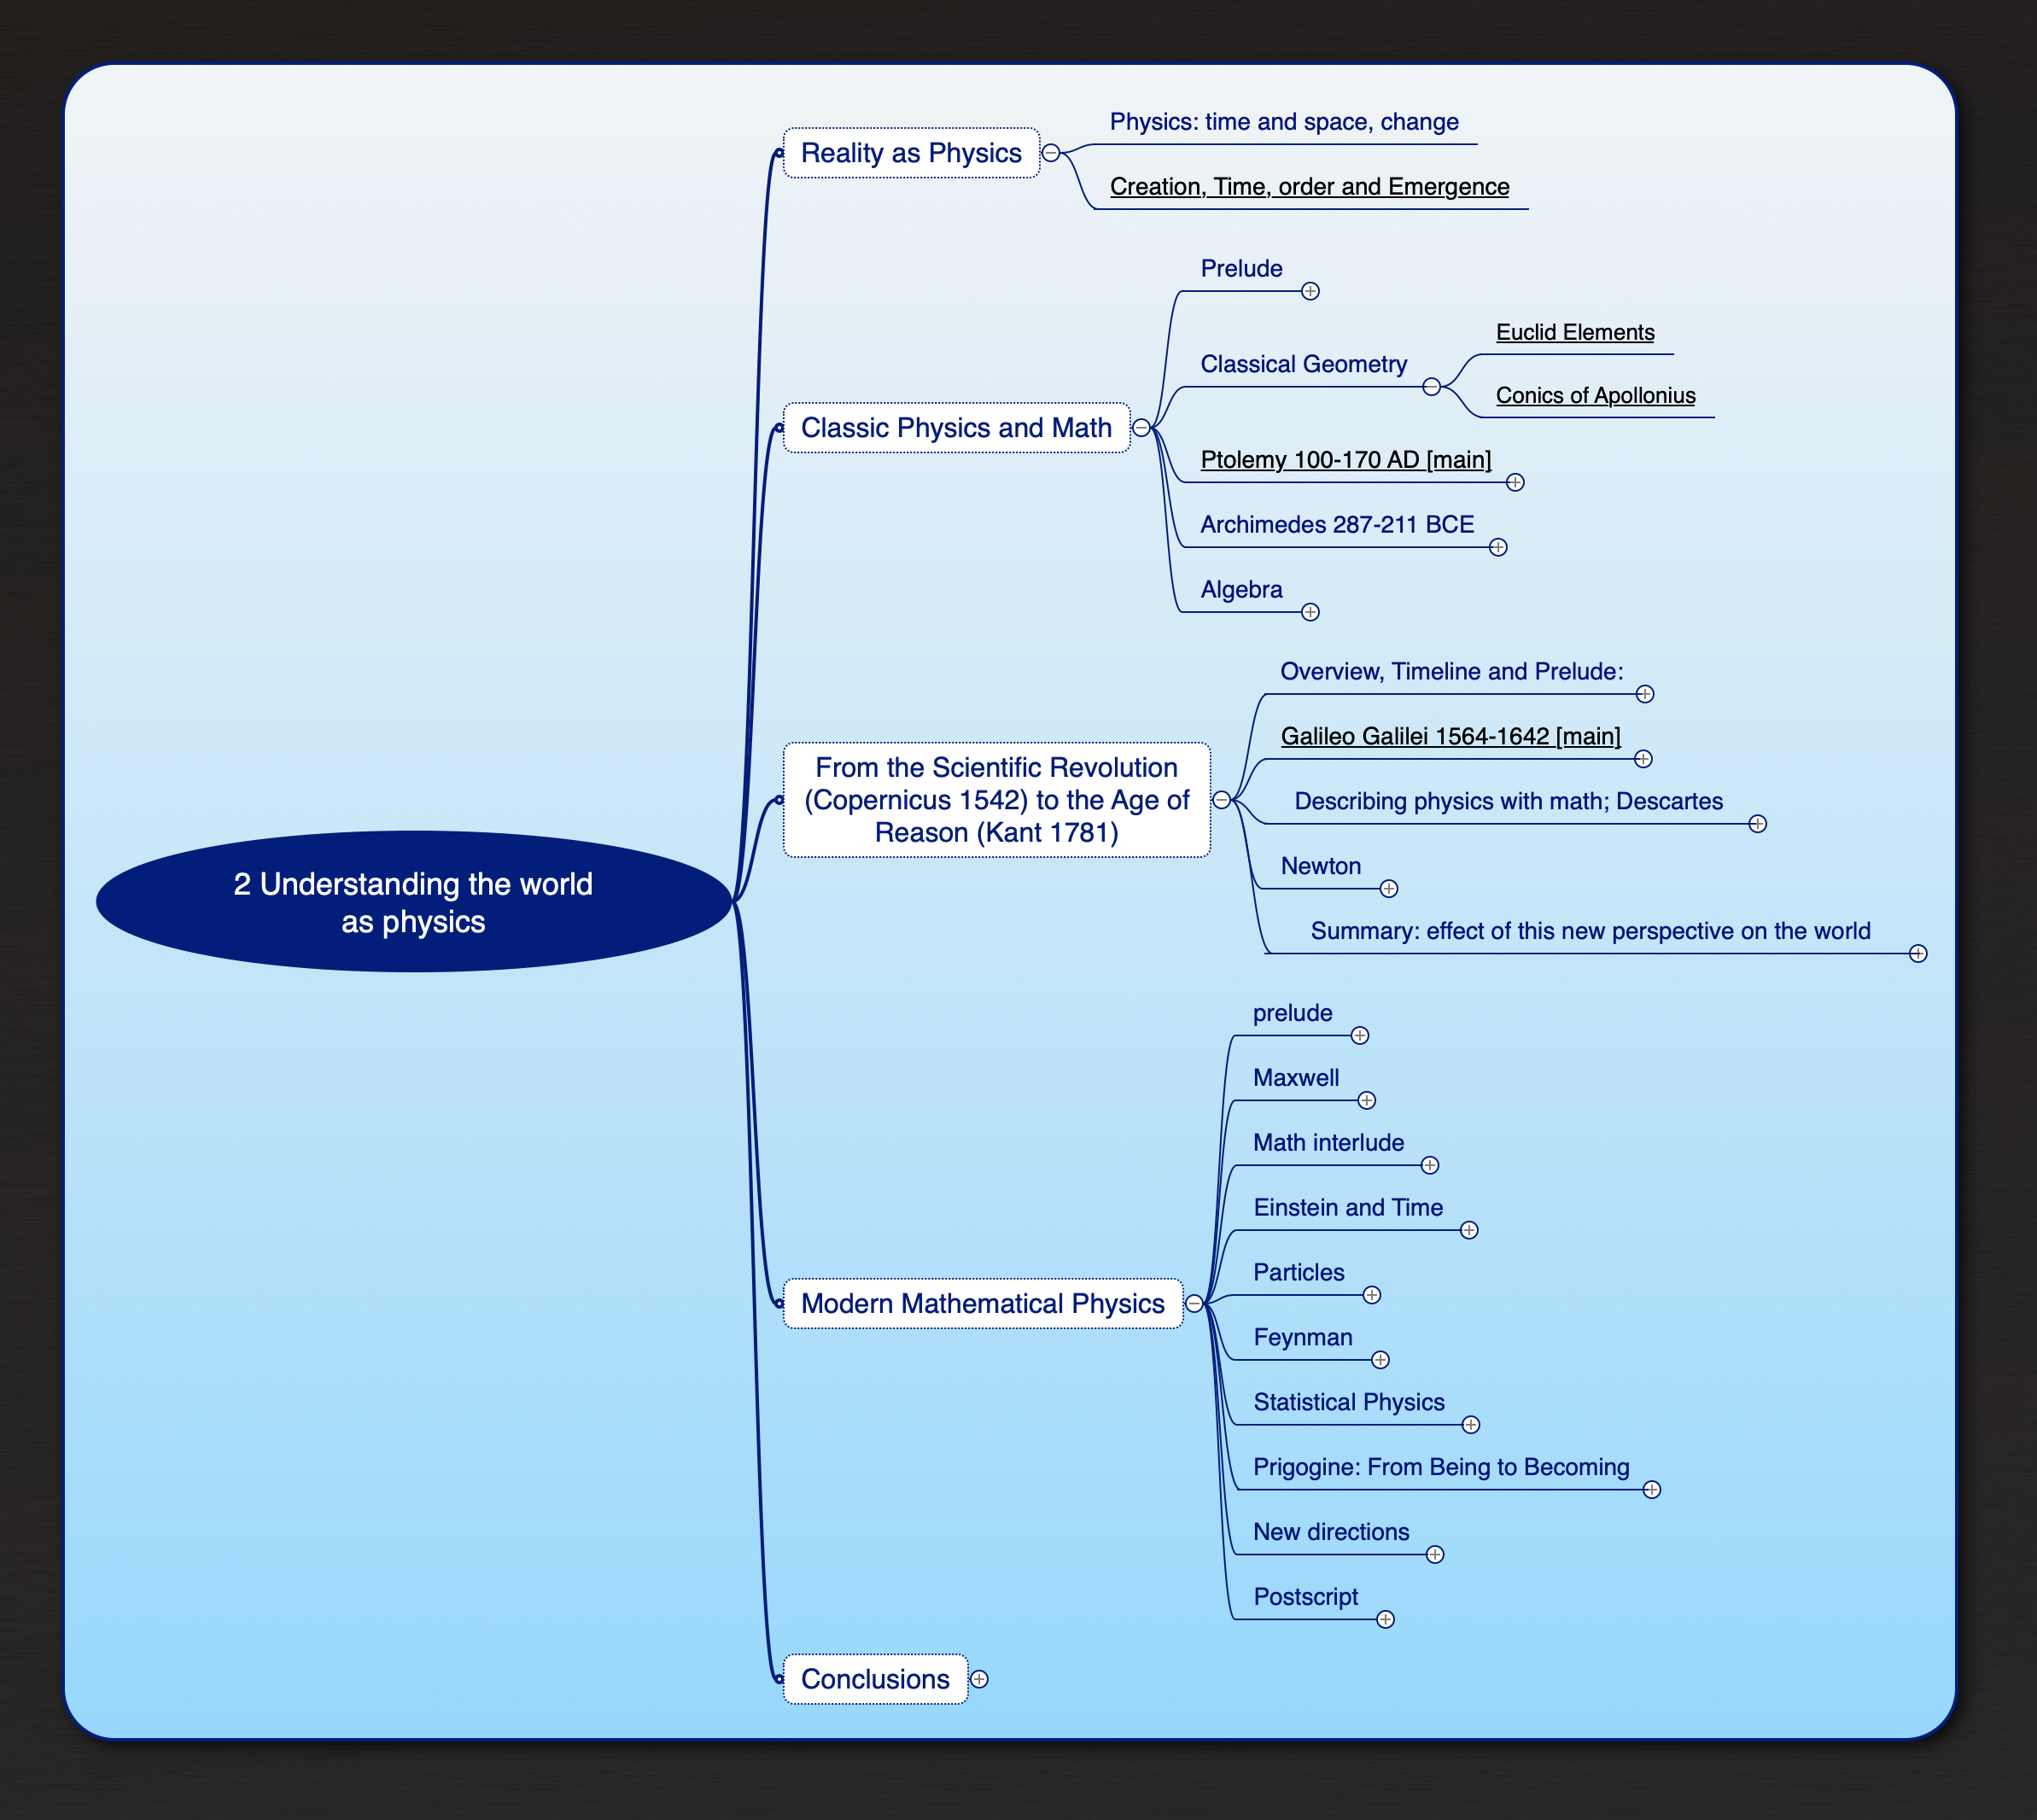 2 Understanding the world
as physics
Reality as Physics
Physics: time and space, change
Creation, Time, order and Emergence
Classic Physics and Math
Prelude
Classical Geometry
Euclid Elements
Conics of Apollonius
Ptolemy 100-170 AD [main]
Archimedes 287-211 BCE
Algebra
From the Scientific Revolution
(Copernicus 1542) to the Age of
Reason (Kant 1781)
Overview, Timeline and Prelude:
Galileo Galilei 1564-1642 [main]
Describing physics with math; Descartes
Newton
Summary: effect of this new perspective on the world
Modern Mathematical Physics
prelude
Maxwell
Math interlude
Einstein and Time
Particles
Feynman
Statistical Physics
Prigogine: From Being to Becoming
New directions
Postscript
Conclusions